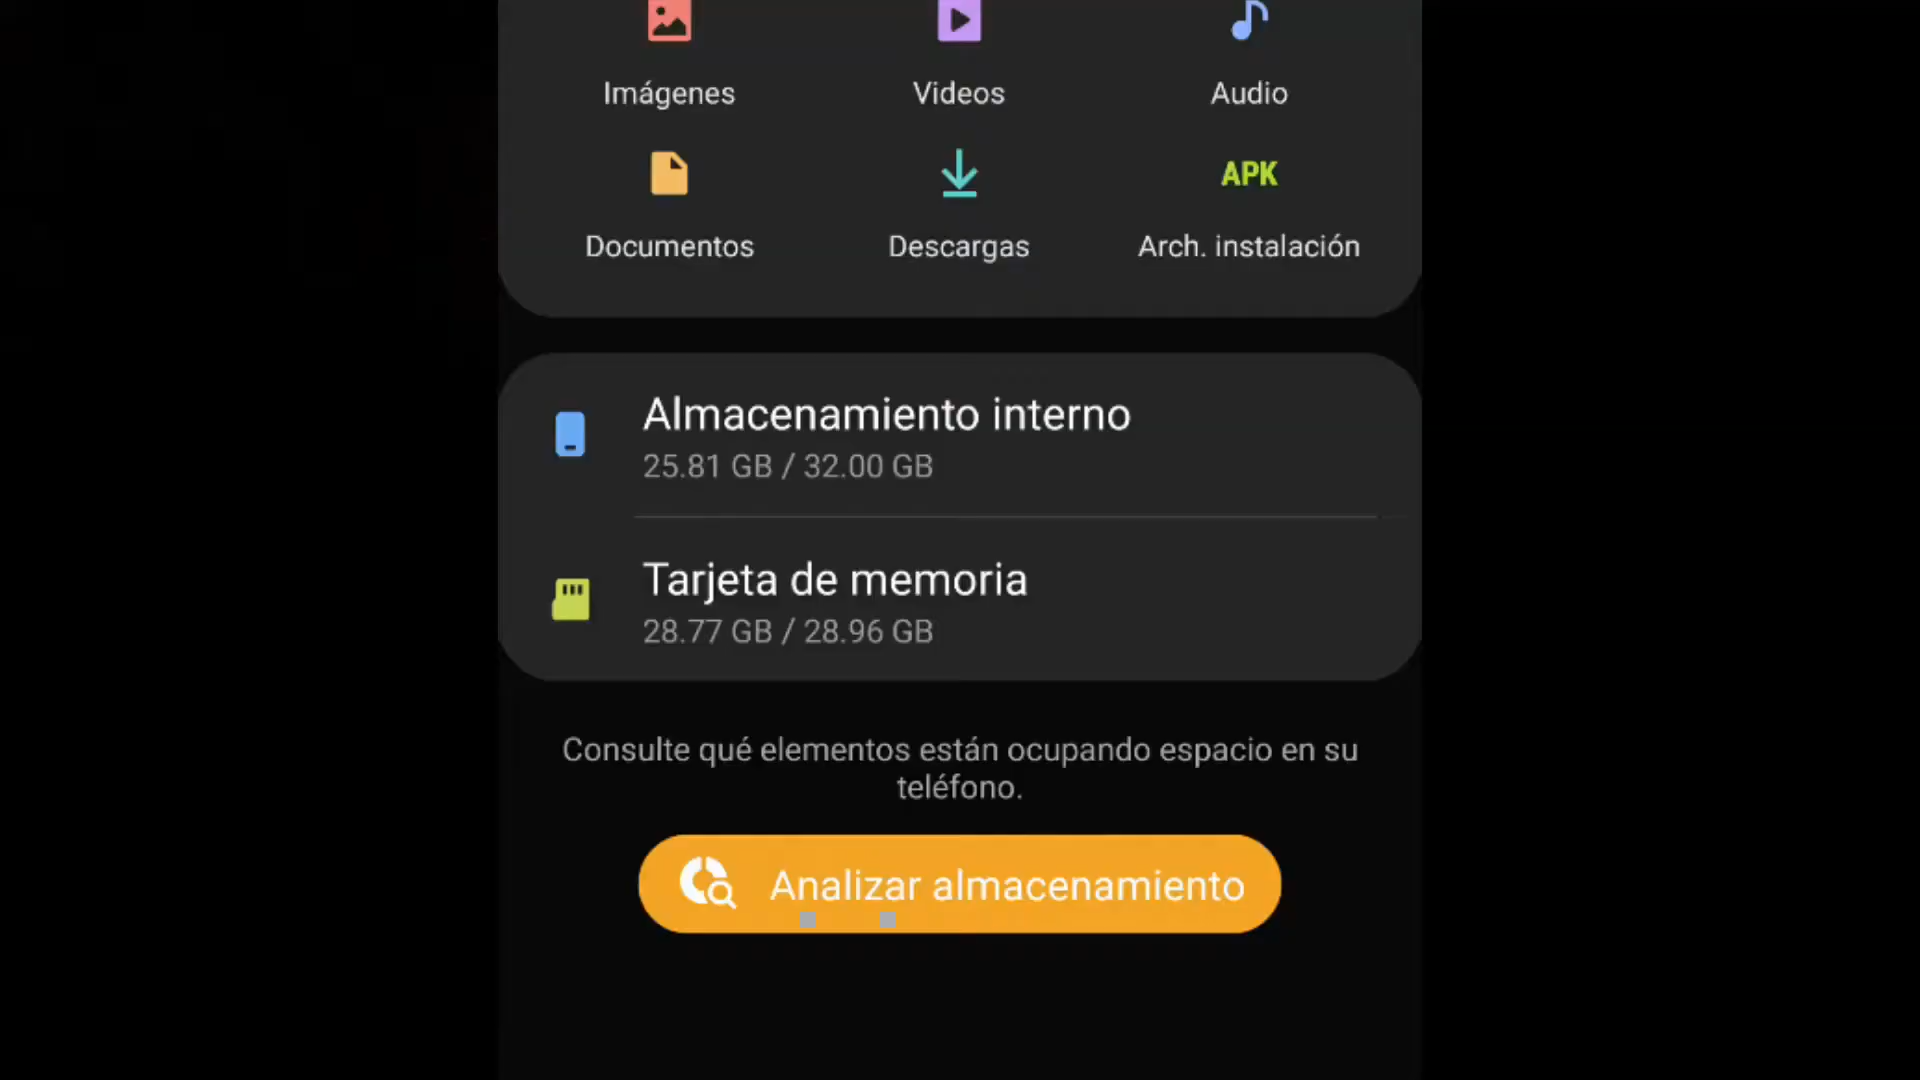 Imágenes
Videos
Audio
Documentos
Descargas
APK
Arch. instalación
Almacenamiento interno
25.81 GB / 32.00 GB
Tarjeta de memoria
28.77 GB / 28.96 GB
Consulte qué elementos están ocupando espacio en su
teléfono.
Analizar almacenamiento